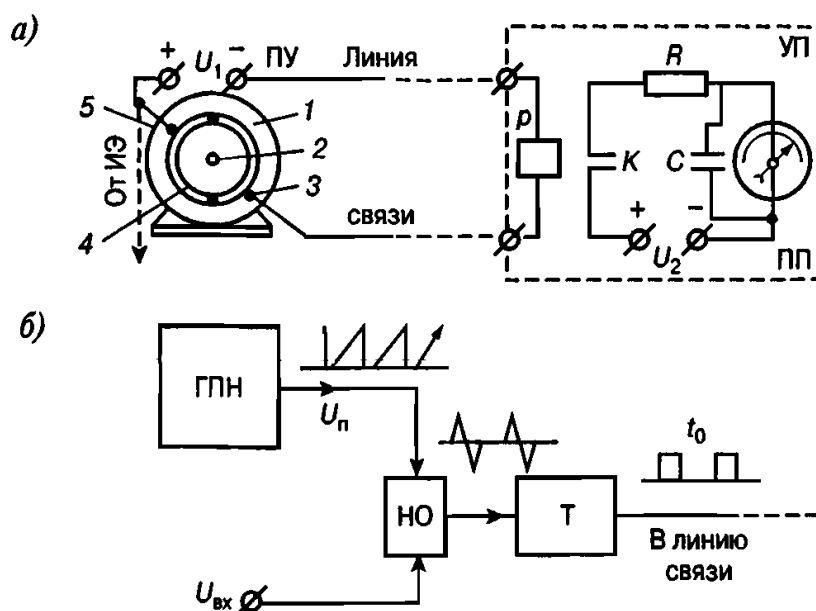 а)
+ U₁ − ПУ Линия УП
R
5 1
p
От ИЭ
2
K C
3
+ −
4
связи
U₂ ПП
б)
ГПН
Uп
t₀
НО
Т
В линию
связи
Uвх